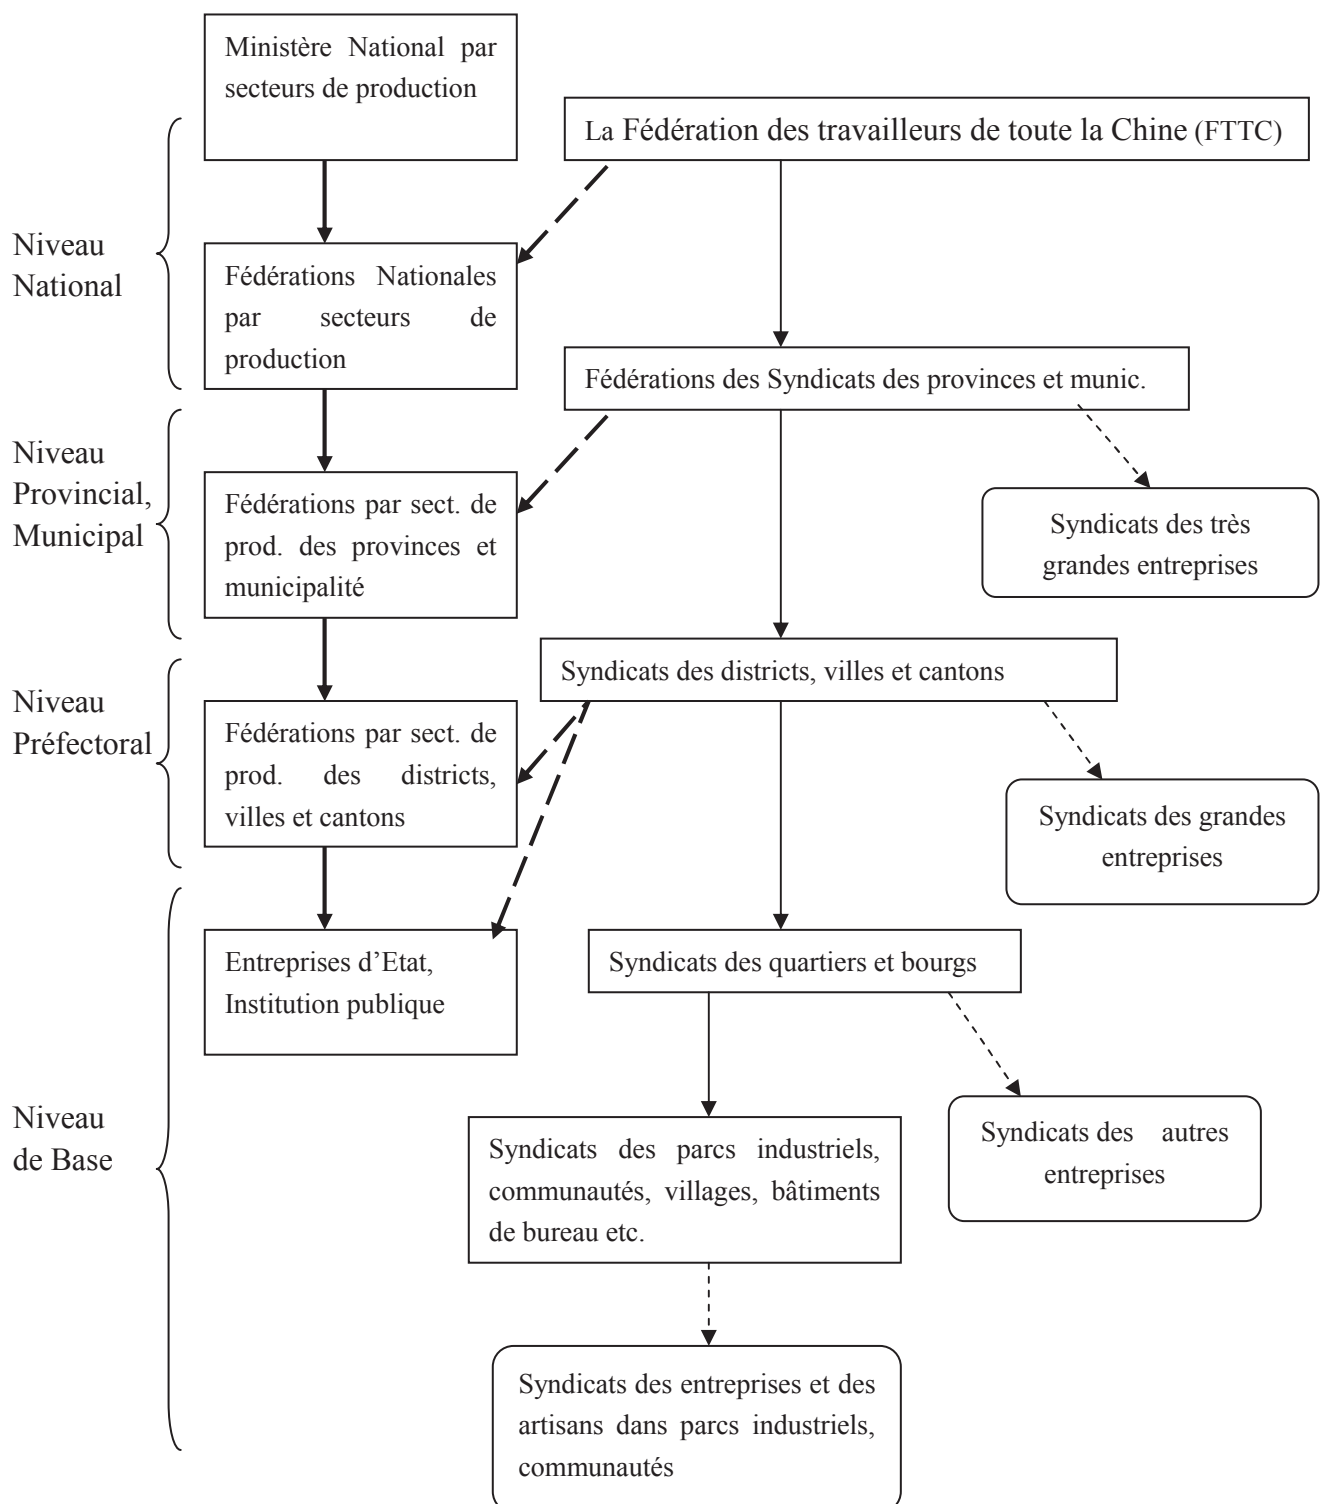 Ministère National par
secteurs de production
La Fédération des travailleurs de toute la Chine (FTTC)
Niveau
National
Fédérations Nationales
par secteurs de
production
Fédérations des Syndicats des provinces et munic.
Niveau
Provincial,
Municipal
Fédérations par sect. de
prod. des provinces et
municipalité
Syndicats des très
grandes entreprises
Syndicats des districts, villes et cantons
Niveau
Préfectoral
Fédérations par sect. de
prod. des districts,
villes et cantons
Syndicats des grandes
entreprises
Entreprises d’Etat,
Institution publique
Syndicats des quartiers et bourgs
Niveau
de Base
Syndicats des parcs industriels,
communautés, villages, bâtiments
de bureau etc.
Syndicats des autres
entreprises
Syndicats des entreprises et des
artisans dans parcs industriels,
communautés